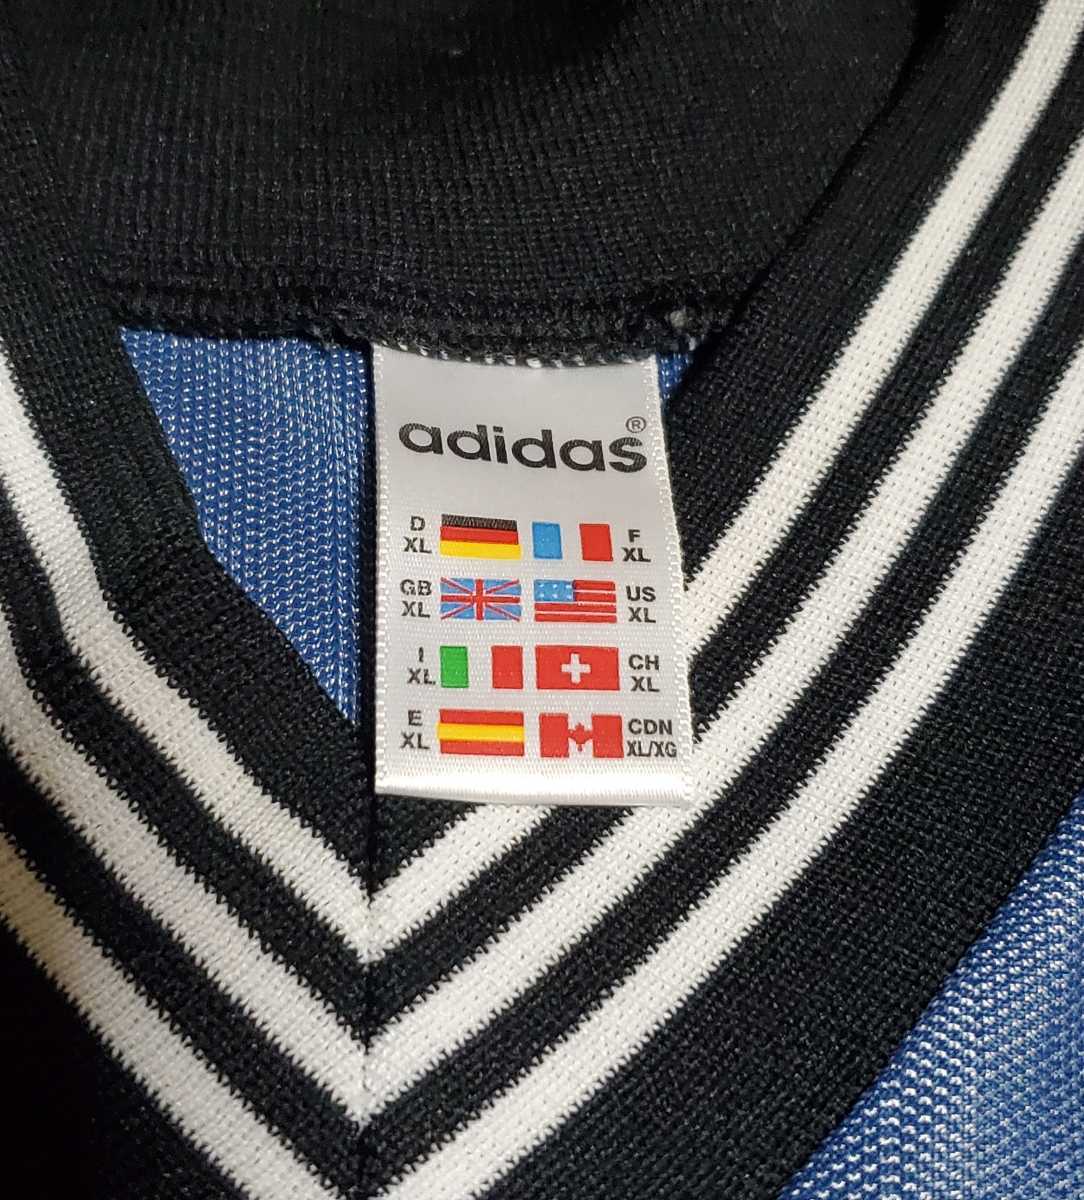 adidas®
D XL F XL
GB XL US XL
I XL CH XL
E XL CDN XL/XG